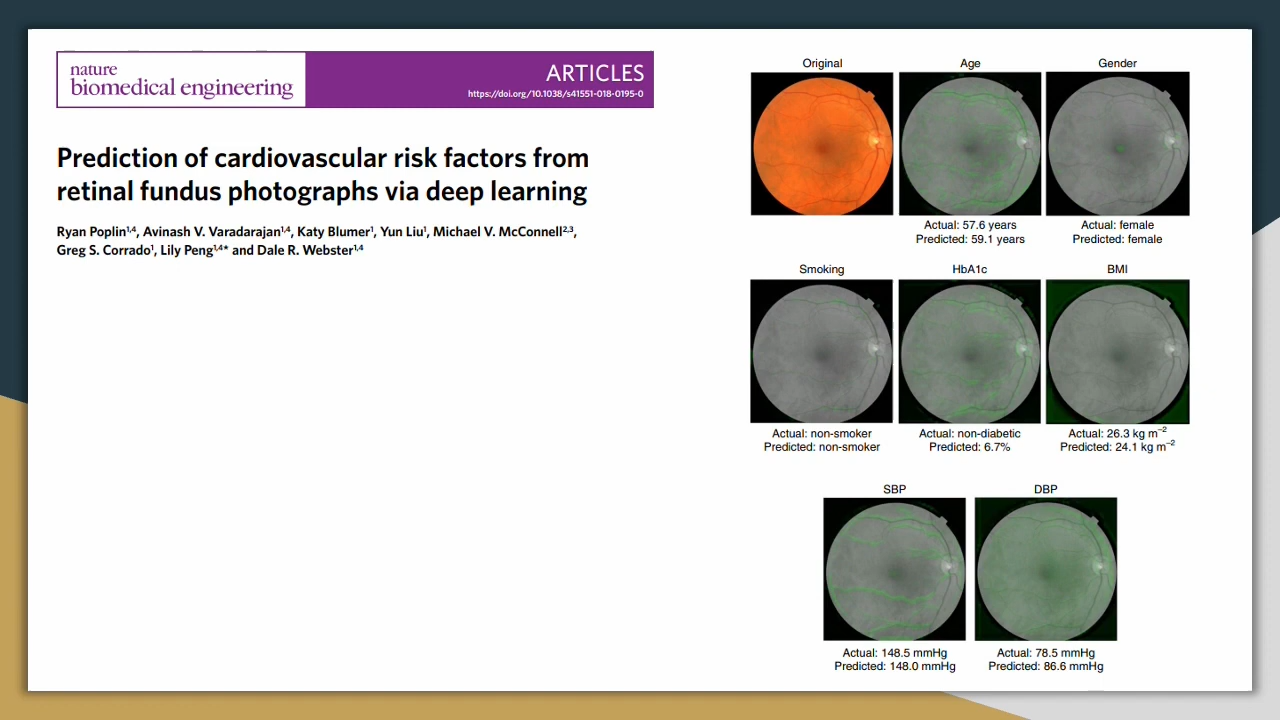 nature
biomedical engineering
ARTICLES
https://doi.org/10.1038/s41551-018-0195-0
Prediction of cardiovascular risk factors from
retinal fundus photographs via deep learning
Ryan Poplin¹,⁴, Avinash V. Varadarajan¹,⁴, Katy Blumer¹, Yun Liu¹, Michael V. McConnell²,³,
Greg S. Corrado¹, Lily Peng¹,⁴* and Dale R. Webster¹,⁴
Original
Age
Gender
Actual: 57.6 years
Predicted: 59.1 years
Actual: female
Predicted: female
Smoking
HbA1c
BMI
Actual: non-smoker
Predicted: non-smoker
Actual: non-diabetic
Predicted: 6.7%
Actual: 26.3 kg m⁻²
Predicted: 24.1 kg m⁻²
SBP
DBP
Actual: 148.5 mmHg
Predicted: 148.0 mmHg
Actual: 78.5 mmHg
Predicted: 86.6 mmHg